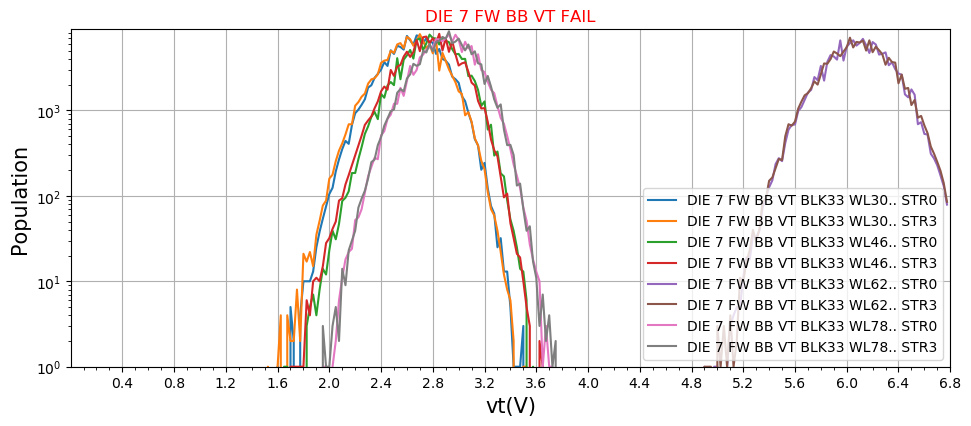 DIE 7 FW BB VT FAIL
Population
10³
10²
10¹
10⁰
DIE 7 FW BB VT BLK33 WL30.. STR0
DIE 7 FW BB VT BLK33 WL30.. STR3
DIE 7 FW BB VT BLK33 WL46.. STR0
DIE 7 FW BB VT BLK33 WL46.. STR3
DIE 7 FW BB VT BLK33 WL62.. STR0
DIE 7 FW BB VT BLK33 WL62.. STR3
DIE 7 FW BB VT BLK33 WL78.. STR0
DIE 7 FW BB VT BLK33 WL78.. STR3
0.4 0.8 1.2 1.6 2.0 2.4 2.8 3.2 3.6 4.0 4.4 4.8 5.2 5.6 6.0 6.4 6.8
vt(V)